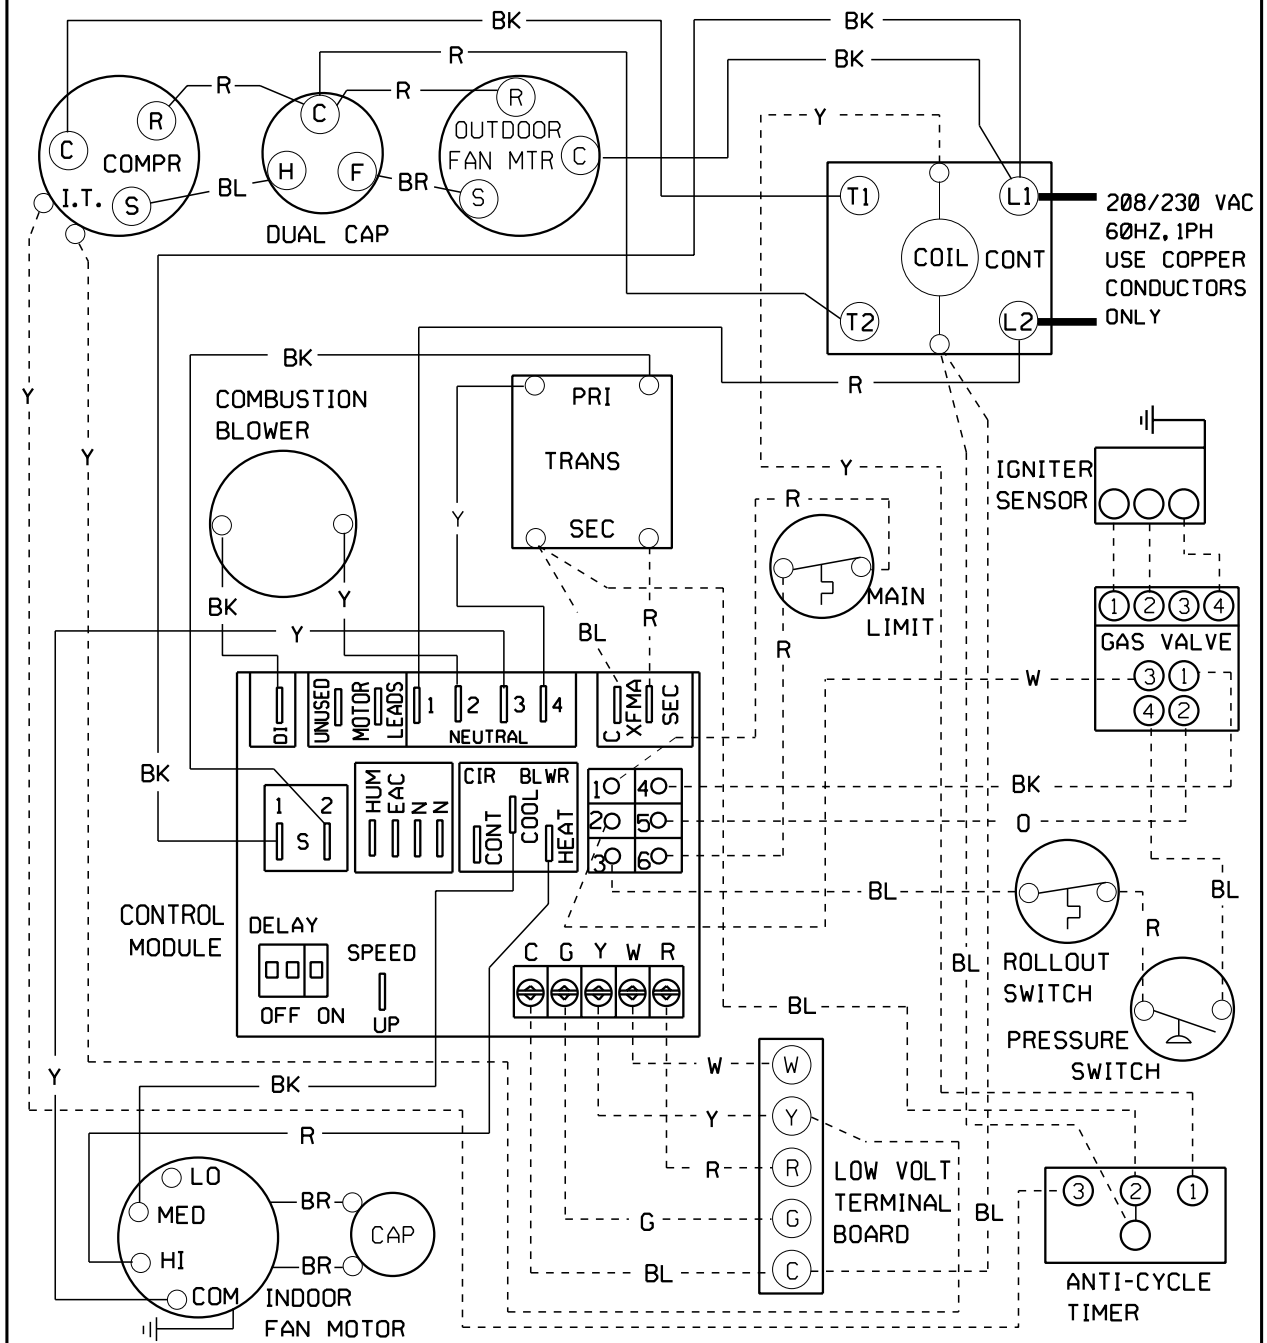 BK
BK
R
BK
R
R
Y
C
R
OUTDOOR
R
C
COMPR
H
F
FAN MTR
C
I.T.
S
BL
BR
S
T1
L1
208/230 VAC
60HZ, 1PH
USE COPPER
CONDUCTORS
ONLY
DUAL CAP
COIL
CONT
T2
L2
BK
R
Y
COMBUSTION
BLOWER
PRI
Y
TRANS
Y
IGNITER
SENSOR
R
Y
SEC
MAIN
LIMIT
BK
Y
BL
R
R
1 2 3 4
GAS VALVE
Y
W
3 1
4 2
UNUSED
MOTOR
LEADS
1 2 3 4
NEUTRAL
C
XFMA
SEC
BK
1 2
S
HUM
EAC
N
N
CIR BLWR
CONT
COOL
HEAT
1 4
2 5
3 6
BK
O
BL
BL
R
CONTROL
MODULE
DELAY
OFF ON
SPEED
UP
C G Y W R
BL
ROLLOUT
SWITCH
BL
PRESSURE
SWITCH
Y
BK
W
W
Y
Y
R
R
R
LOW VOLT
TERMINAL
BOARD
G
G
BL
C
BL
3 2 1
ANTI-CYCLE
TIMER
LO
MED
HI
COM
BR
CAP
BR
INDOOR
FAN MOTOR